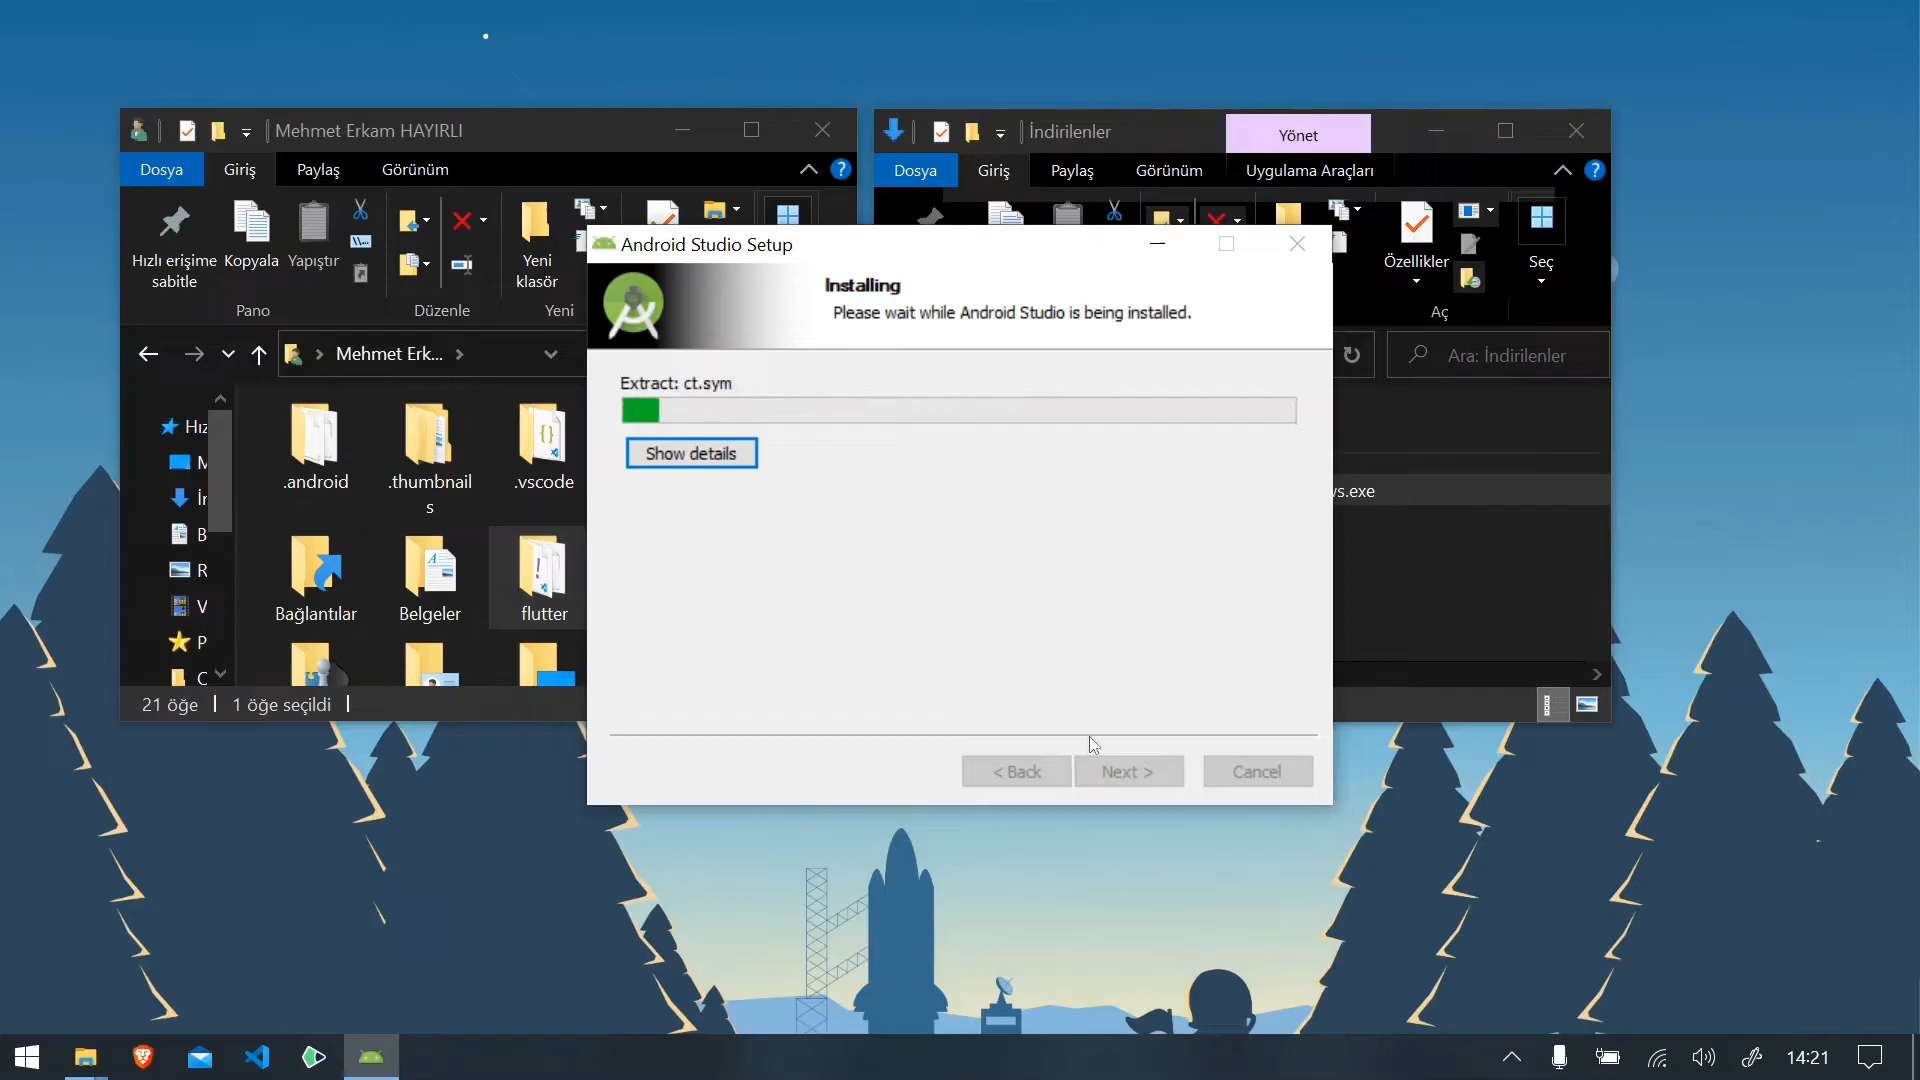 Mehmet Erkam HAYIRLI
Dosya
Giriş
Paylaş
Görünüm
Hızlı erişime
sabitle
Kopyala
Yapıştır
Yeni
klasör
Pano
Düzenle
Yeni
Mehmet Erk...
Hız
M
İn
B
R
V
P
C
.android
.thumbnail
s
.vscode
Bağlantılar
Belgeler
flutter
21 öğe
1 öğe seçildi
İndirilenler
Yönet
Dosya
Giriş
Paylaş
Görünüm
Uygulama Araçları
Özellikler
Seç
Aç
Ara: İndirilenler
ws.exe
Android Studio Setup
Installing
Please wait while Android Studio is being installed.
Extract: ct.sym
Show details
< Back
Next >
Cancel
14:21